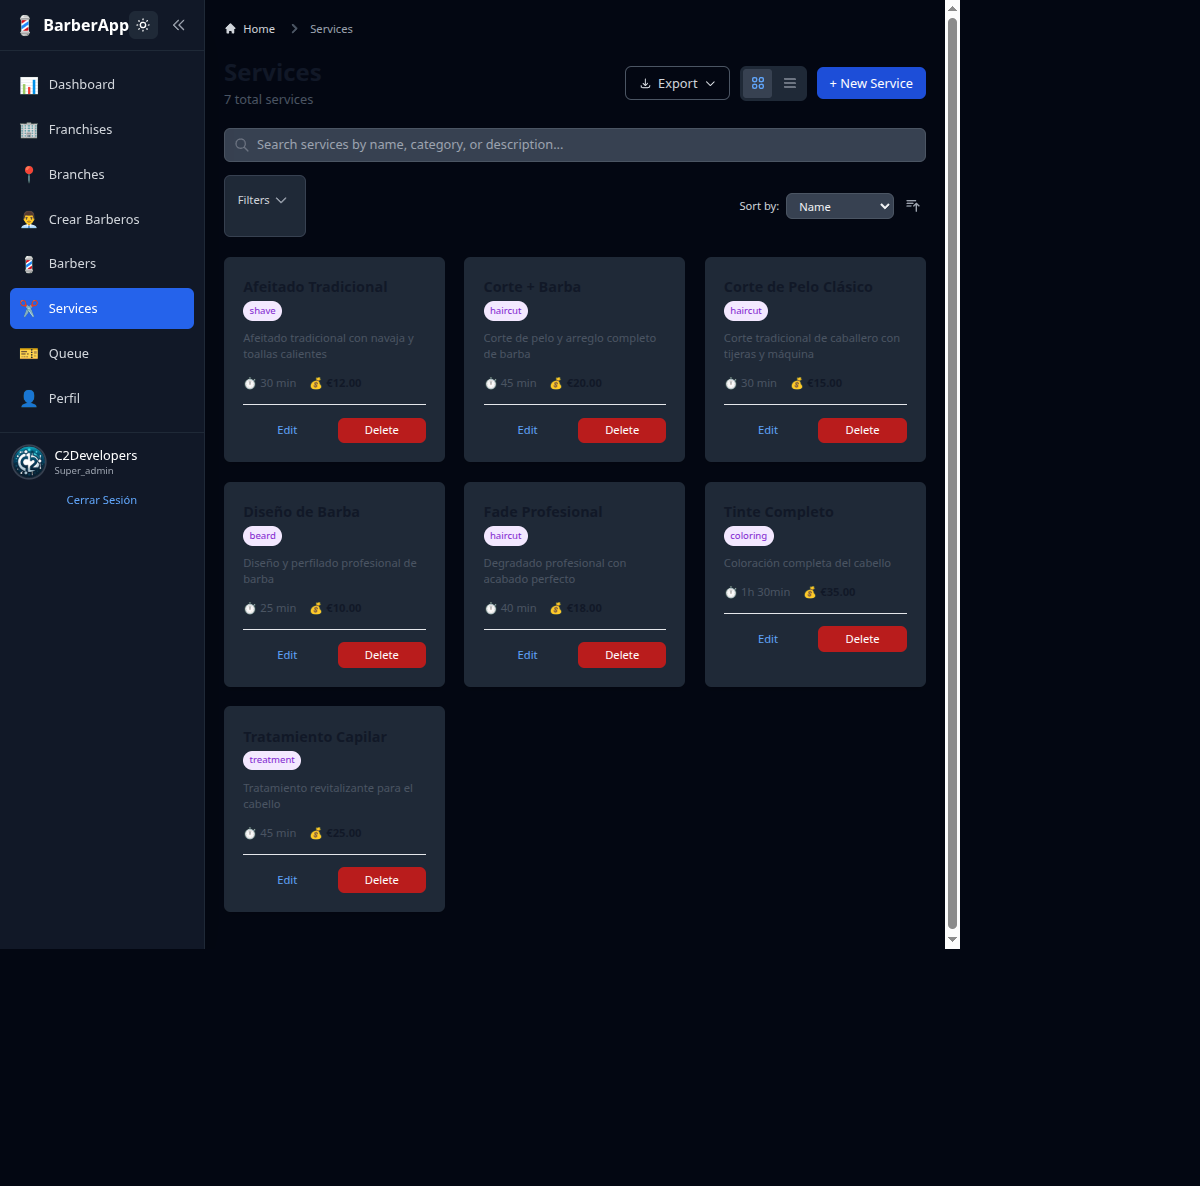 BarberApp
Dashboard
Franchises
Branches
Crear Barberos
Barbers
Services
Queue
Perfil
C2Developers
Super_admin
Cerrar Sesión
Home
Services
Services
7 total services
Export
+ New Service
Search services by name, category, or description...
Filters
Sort by:
Name
Afeitado Tradicional
shave
Afeitado tradicional con navaja y
toallas calientes
30 min
€12.00
Edit
Delete
Corte + Barba
haircut
Corte de pelo y arreglo completo
de barba
45 min
€20.00
Edit
Delete
Corte de Pelo Clásico
haircut
Corte tradicional de caballero con
tijeras y máquina
30 min
€15.00
Edit
Delete
Diseño de Barba
beard
Diseño y perfilado profesional de
barba
25 min
€10.00
Edit
Delete
Fade Profesional
haircut
Degradado profesional con
acabado perfecto
40 min
€18.00
Edit
Delete
Tinte Completo
coloring
Coloración completa del cabello
1h 30min
€35.00
Edit
Delete
Tratamiento Capilar
treatment
Tratamiento revitalizante para el
cabello
45 min
€25.00
Edit
Delete